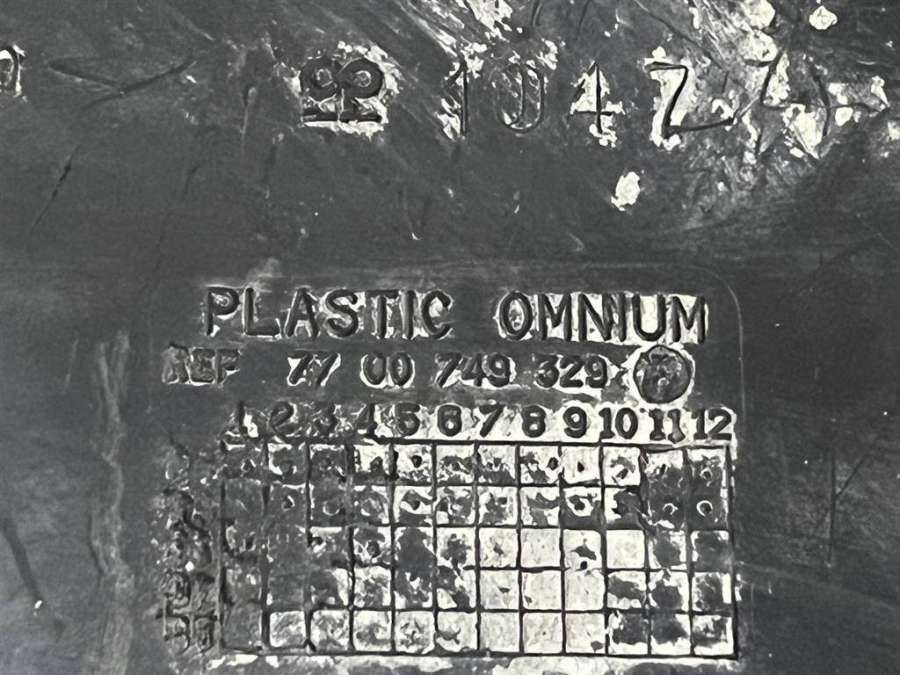 1047
PLASTIC OMNIUM
REF 77 00 749 329
1 2 3 4 5 6 7 8 9 10 11 12